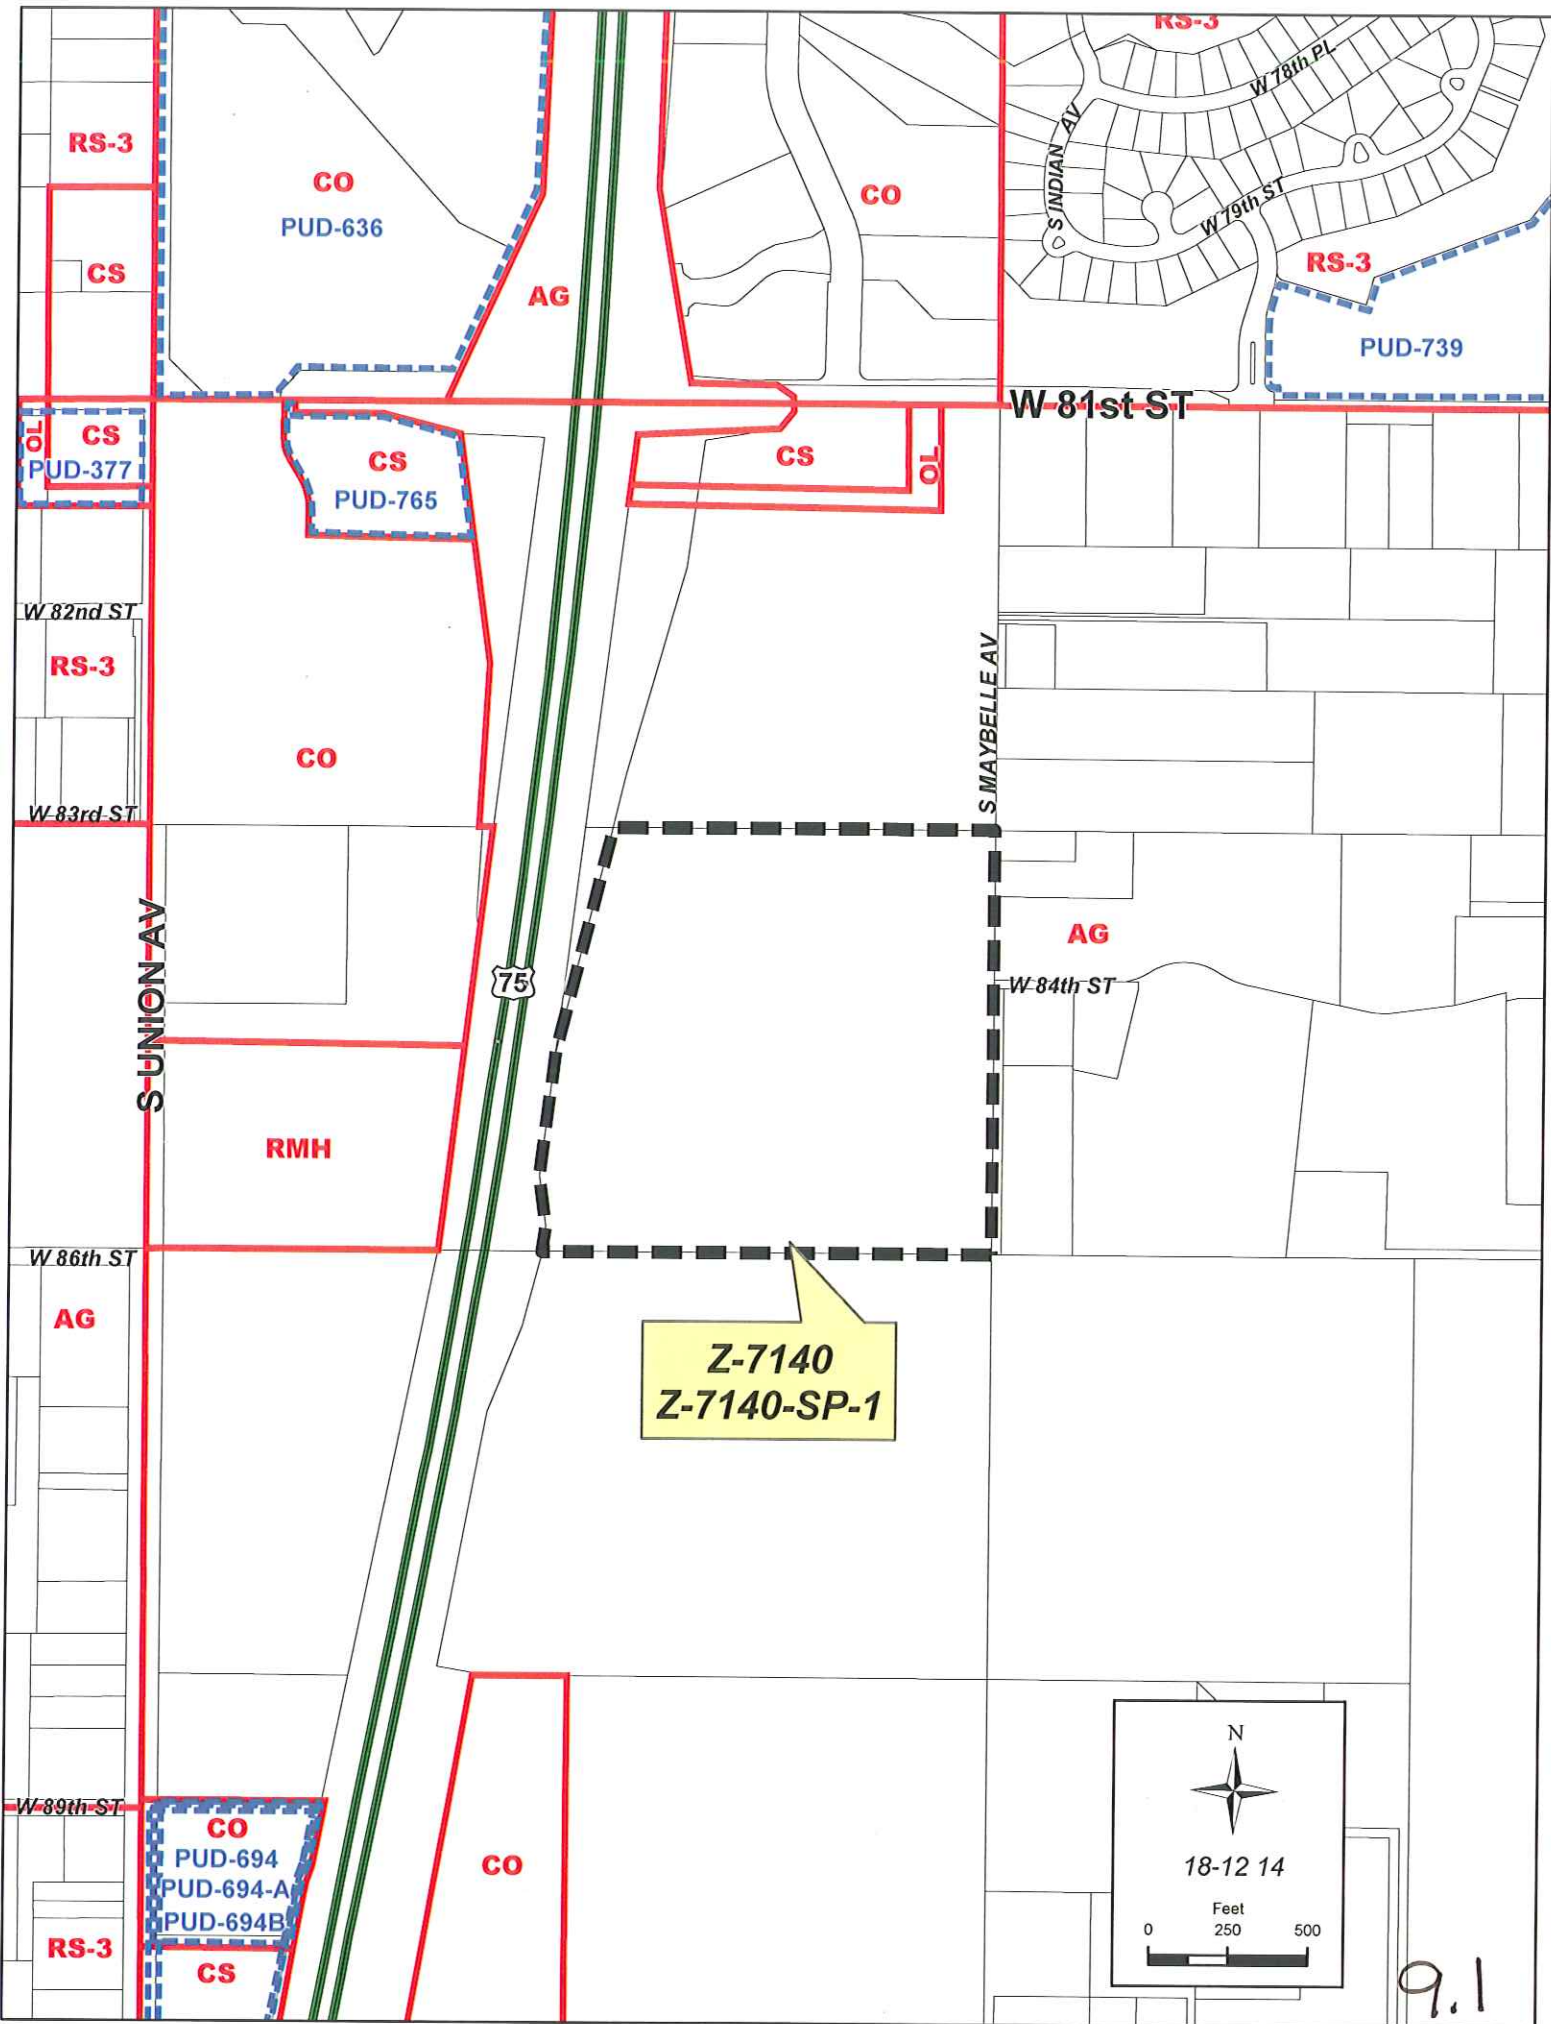 RS-3
W 78th PL
S INDIAN AV
W 79th ST
RS-3
CO
PUD-636
CO
CS
AG
RS-3
PUD-739
W 81st ST
OL
CS
PUD-377
CS
PUD-765
CS
OL
W 82nd ST
RS-3
S MAYBELLE AV
CO
W 83rd ST
S UNION AV
AG
75
W 84th ST
RMH
W 86th ST
AG
Z-7140
Z-7140-SP-1
N
W 89th ST
CO
PUD-694
PUD-694-A
PUD-694B
CO
18-12 14
Feet
0 250 500
RS-3
CS
9.1